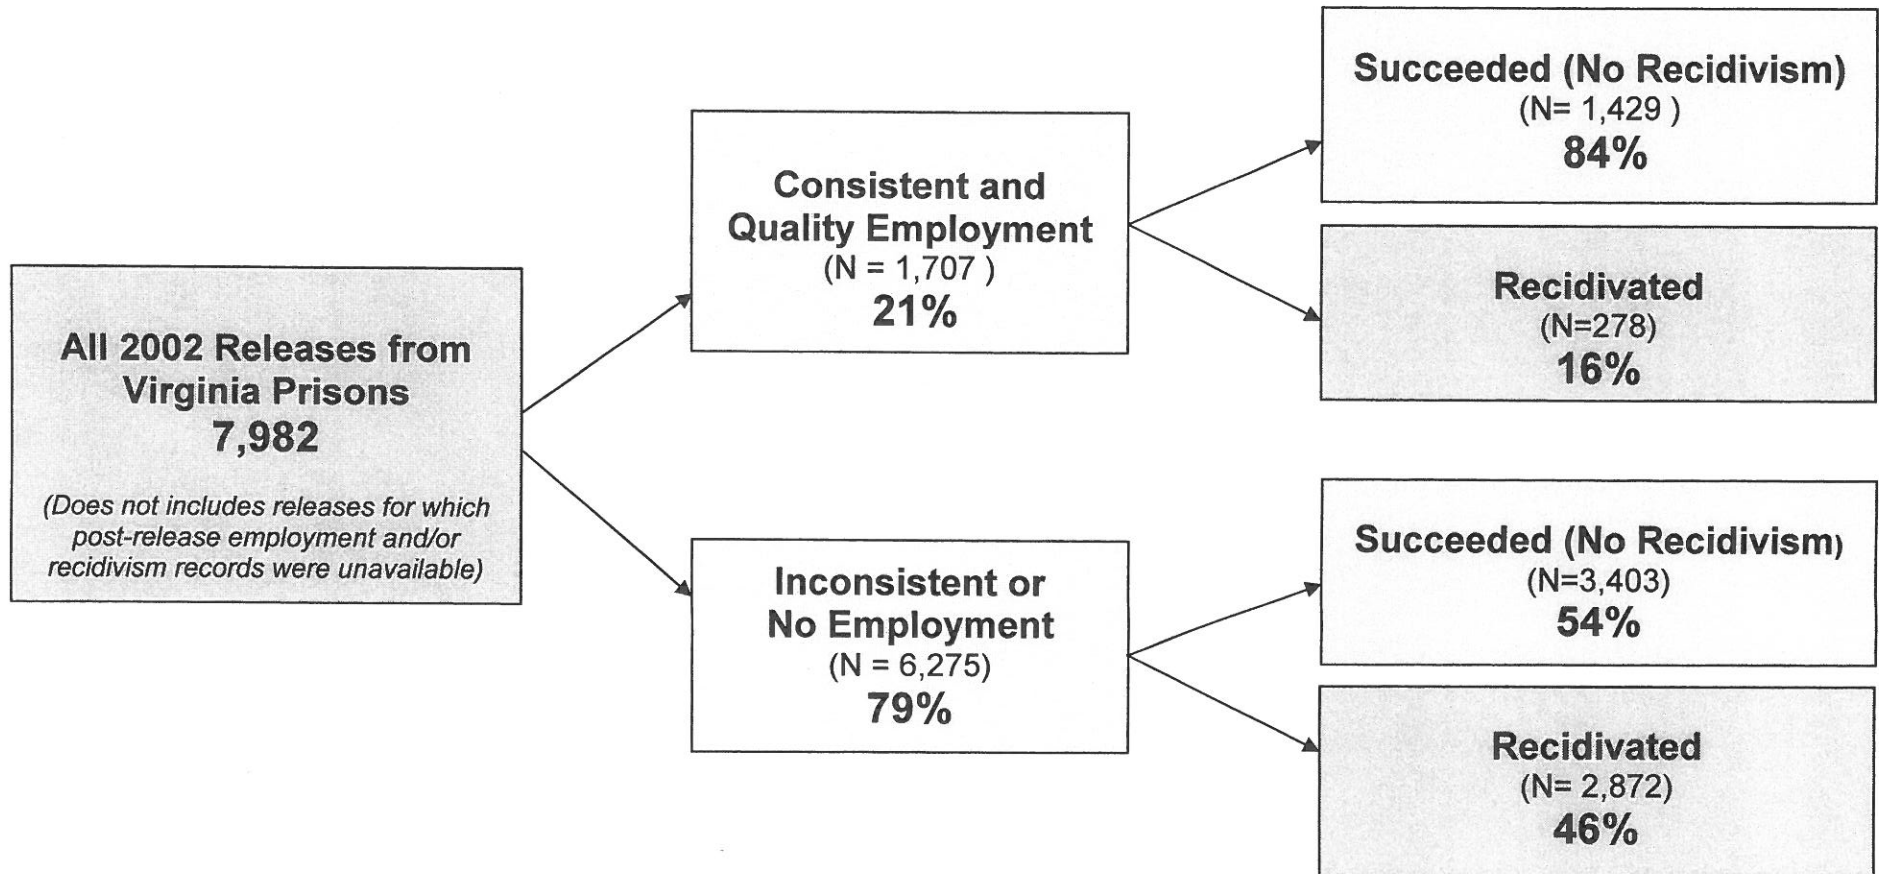 All 2002 Releases from
Virginia Prisons
7,982
(Does not includes releases for which
post-release employment and/or
recidivism records were unavailable)
Consistent and
Quality Employment
(N = 1,707 )
21%
Inconsistent or
No Employment
(N = 6,275)
79%
Succeeded (No Recidivism)
(N= 1,429 )
84%
Recidivated
(N=278)
16%
Succeeded (No Recidivism)
(N=3,403)
54%
Recidivated
(N= 2,872)
46%